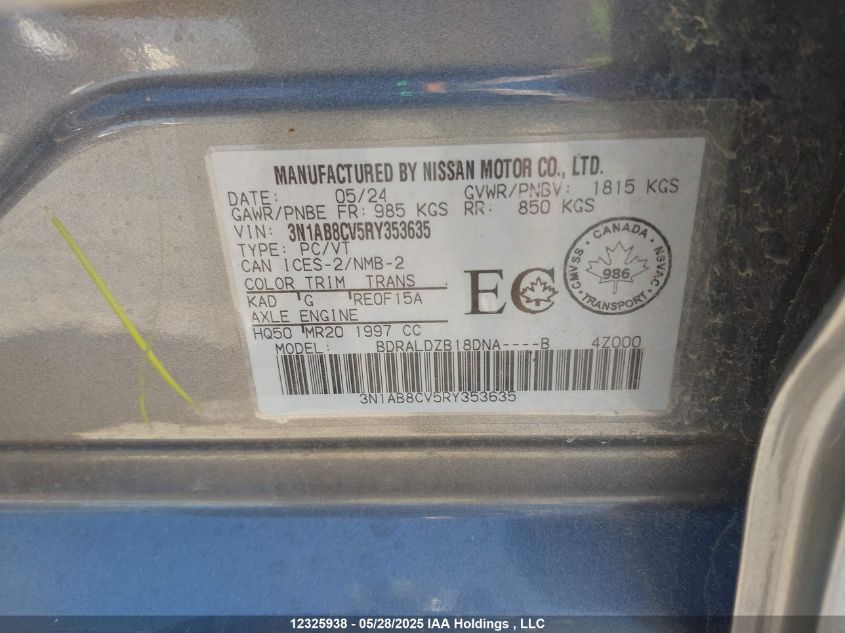 MANUFACTURED BY NISSAN MOTOR CO., LTD.
DATE: 05/24 GVWR/PNBV: 1815 KGS
GAWR/PNBE FR: 985 KGS RR: 850 KGS
VIN: 3N1AB8CV5RY353635
TYPE: PC/VT
CAN ICES-2/NMB-2
COLOR TRIM TRANS
KAD G RE0F15A
AXLE ENGINE
HQ50 MR20 1997 CC
MODEL: BDRALDZB18DNA----B 4Z000
3N1AB8CV5RY353635
EC
CANADA
CMVSS NSVAC
986
TRANSPORT
12325938 - 05/28/2025 IAA Holdings , LLC